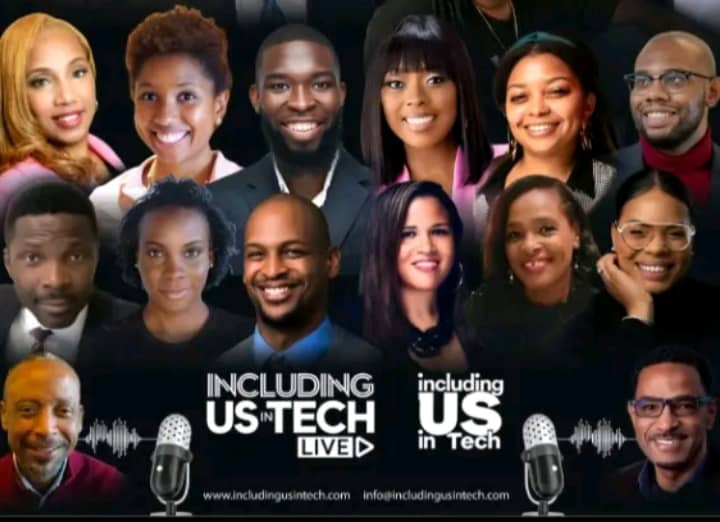 INCLUDING
US IN TECH
LIVE
including
US
in Tech
www.includingusintech.com info@includingusintech.com